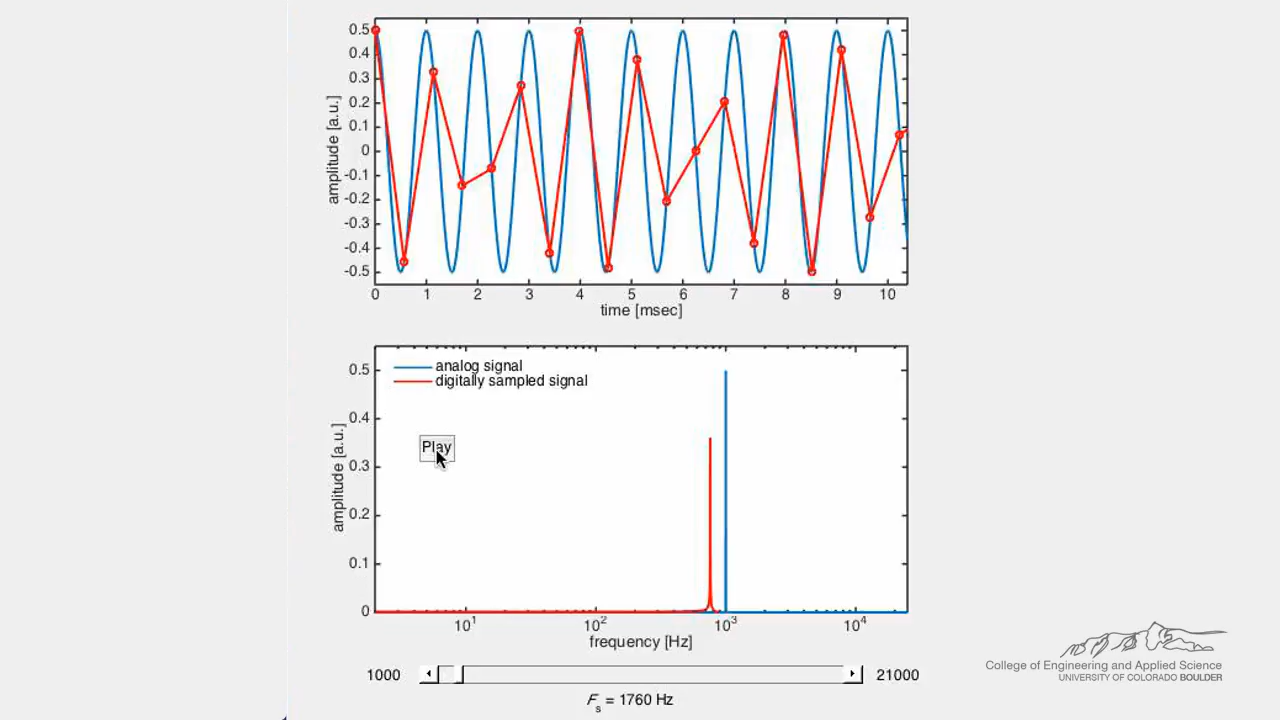 0.5
0.4
0.3
0.2
0.1
0
-0.1
-0.2
-0.3
-0.4
-0.5
amplitude [a.u.]
0 1 2 3 4 5 6 7 8 9 10
time [msec]
0.5
0.4
0.3
0.2
0.1
0
amplitude [a.u.]
analog signal
digitally sampled signal
Play
10¹ 10² 10³ 10⁴
frequency [Hz]
1000 21000
Fₛ = 1760 Hz
College of Engineering and Applied Science
UNIVERSITY OF COLORADO BOULDER